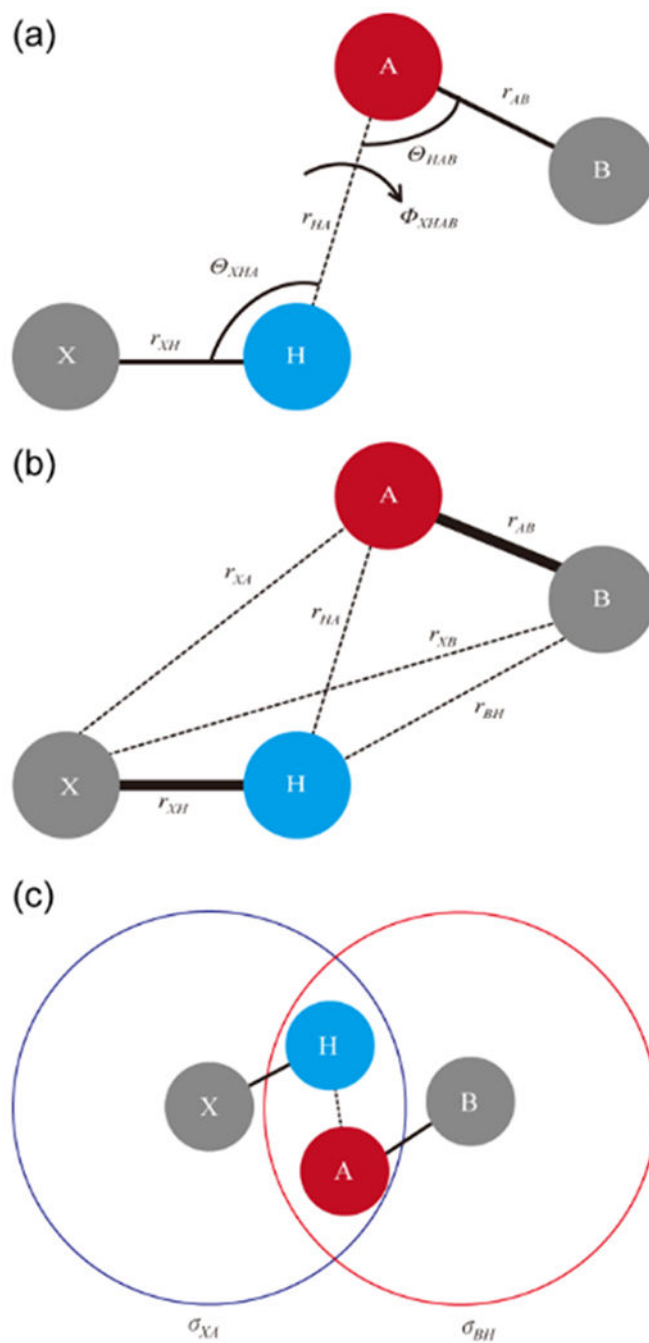 (a)
A
r_AB
Θ_HAB
B
r_HA
Φ_XHAB
Θ_XHA
X
r_XH
H
(b)
A
r_AB
r_XA
r_HA
B
r_XB
r_BH
X
r_XH
H
(c)
H
X
B
A
σ_XA
σ_BH